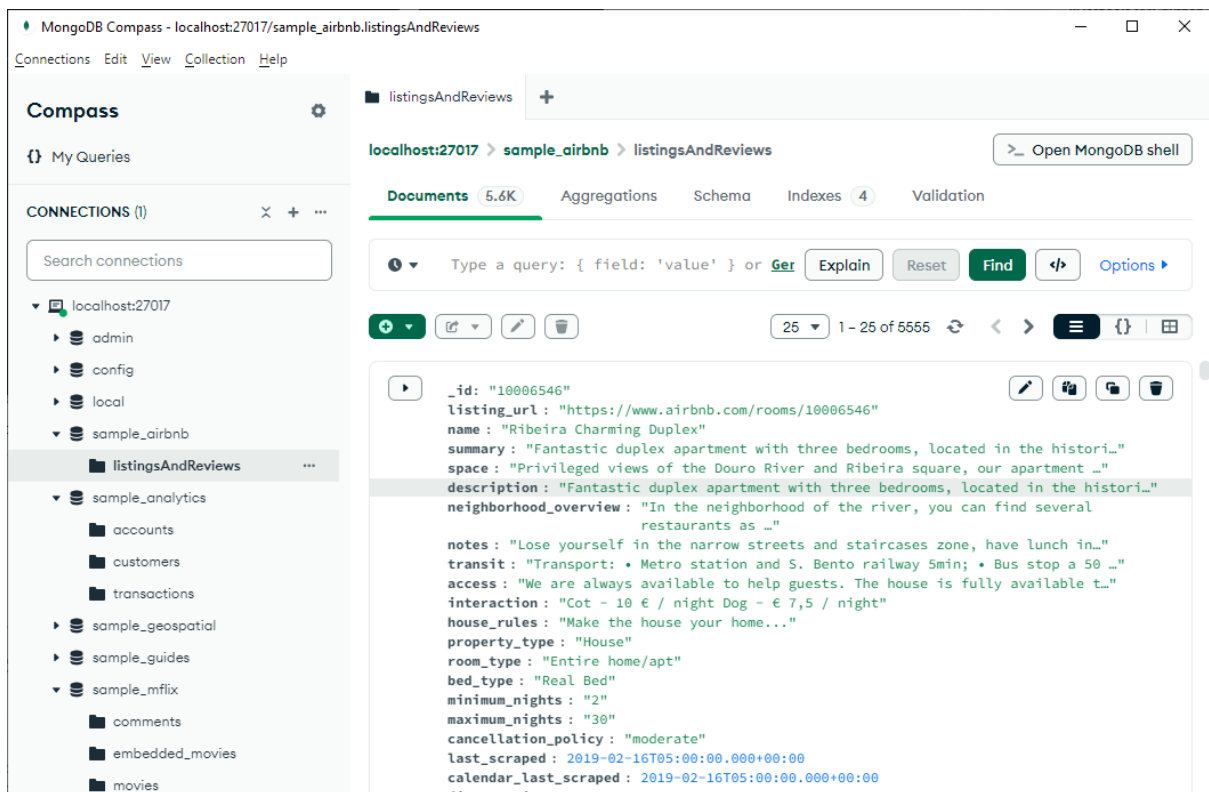 MongoDB Compass - localhost:27017/sample_airbnb.listingsAndReviews
Connections Edit View Collection Help
Compass
{} My Queries
CONNECTIONS (1)
Search connections
localhost:27017
admin
config
local
sample_airbnb
listingsAndReviews
sample_analytics
accounts
customers
transactions
sample_geospatial
sample_guides
sample_mflix
comments
embedded_movies
movies
listingsAndReviews
localhost:27017 > sample_airbnb > listingsAndReviews
>_ Open MongoDB shell
Documents 5.6K Aggregations Schema Indexes 4 Validation
Type a query: { field: 'value' } or Ger Explain Reset Find </> Options
25 1 – 25 of 5555 {}
_id: "10006546"
listing_url : "https://www.airbnb.com/rooms/10006546"
name : "Ribeira Charming Duplex"
summary : "Fantastic duplex apartment with three bedrooms, located in the histori…"
space : "Privileged views of the Douro River and Ribeira square, our apartment …"
description : "Fantastic duplex apartment with three bedrooms, located in the histori…"
neighborhood_overview : "In the neighborhood of the river, you can find several
restaurants as …"
notes : "Lose yourself in the narrow streets and staircases zone, have lunch in…"
transit : "Transport: • Metro station and S. Bento railway 5min; • Bus stop a 50 …"
access : "We are always available to help guests. The house is fully available t…"
interaction : "Cot - 10 € / night Dog - € 7,5 / night"
house_rules : "Make the house your home..."
property_type : "House"
room_type : "Entire home/apt"
bed_type : "Real Bed"
minimum_nights : "2"
maximum_nights : "30"
cancellation_policy : "moderate"
last_scraped : 2019-02-16T05:00:00.000+00:00
calendar_last_scraped : 2019-02-16T05:00:00.000+00:00